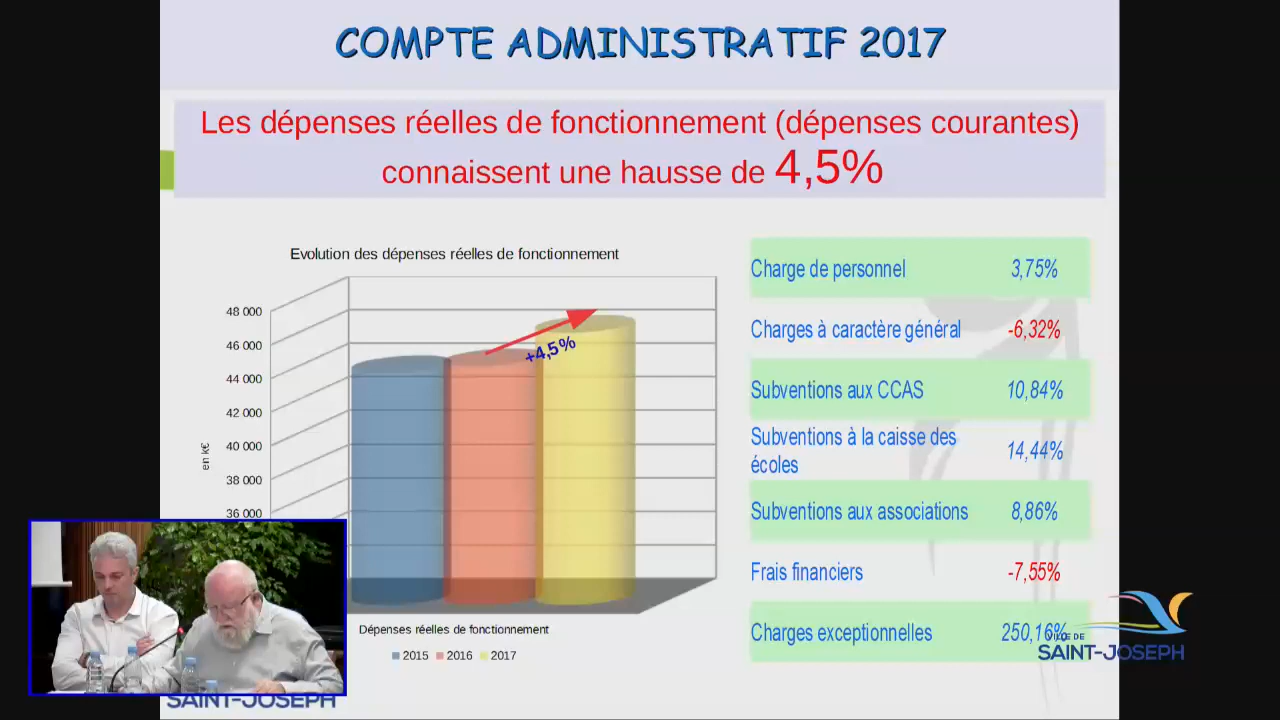 COMPTE ADMINISTRATIF 2017
Les dépenses réelles de fonctionnement (dépenses courantes)
connaissent une hausse de 4,5%
Evolution des dépenses réelles de fonctionnement
48 000
46 000
44 000
42 000
40 000
38 000
36 000
en k€
+4,5%
Dépenses réelles de fonctionnement
2015 2016 2017
Charge de personnel 3,75%
Charges à caractère général -6,32%
Subventions aux CCAS 10,84%
Subventions à la caisse des
écoles 14,44%
Subventions aux associations 8,86%
Frais financiers -7,55%
Charges exceptionnelles 250,16%
VILLE DE
SAINT-JOSEPH
SAINT-JOSEPH